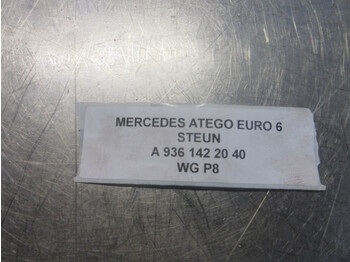 MERCEDES ATEGO EURO 6
STEUN
A 936 142 20 40
WG P8